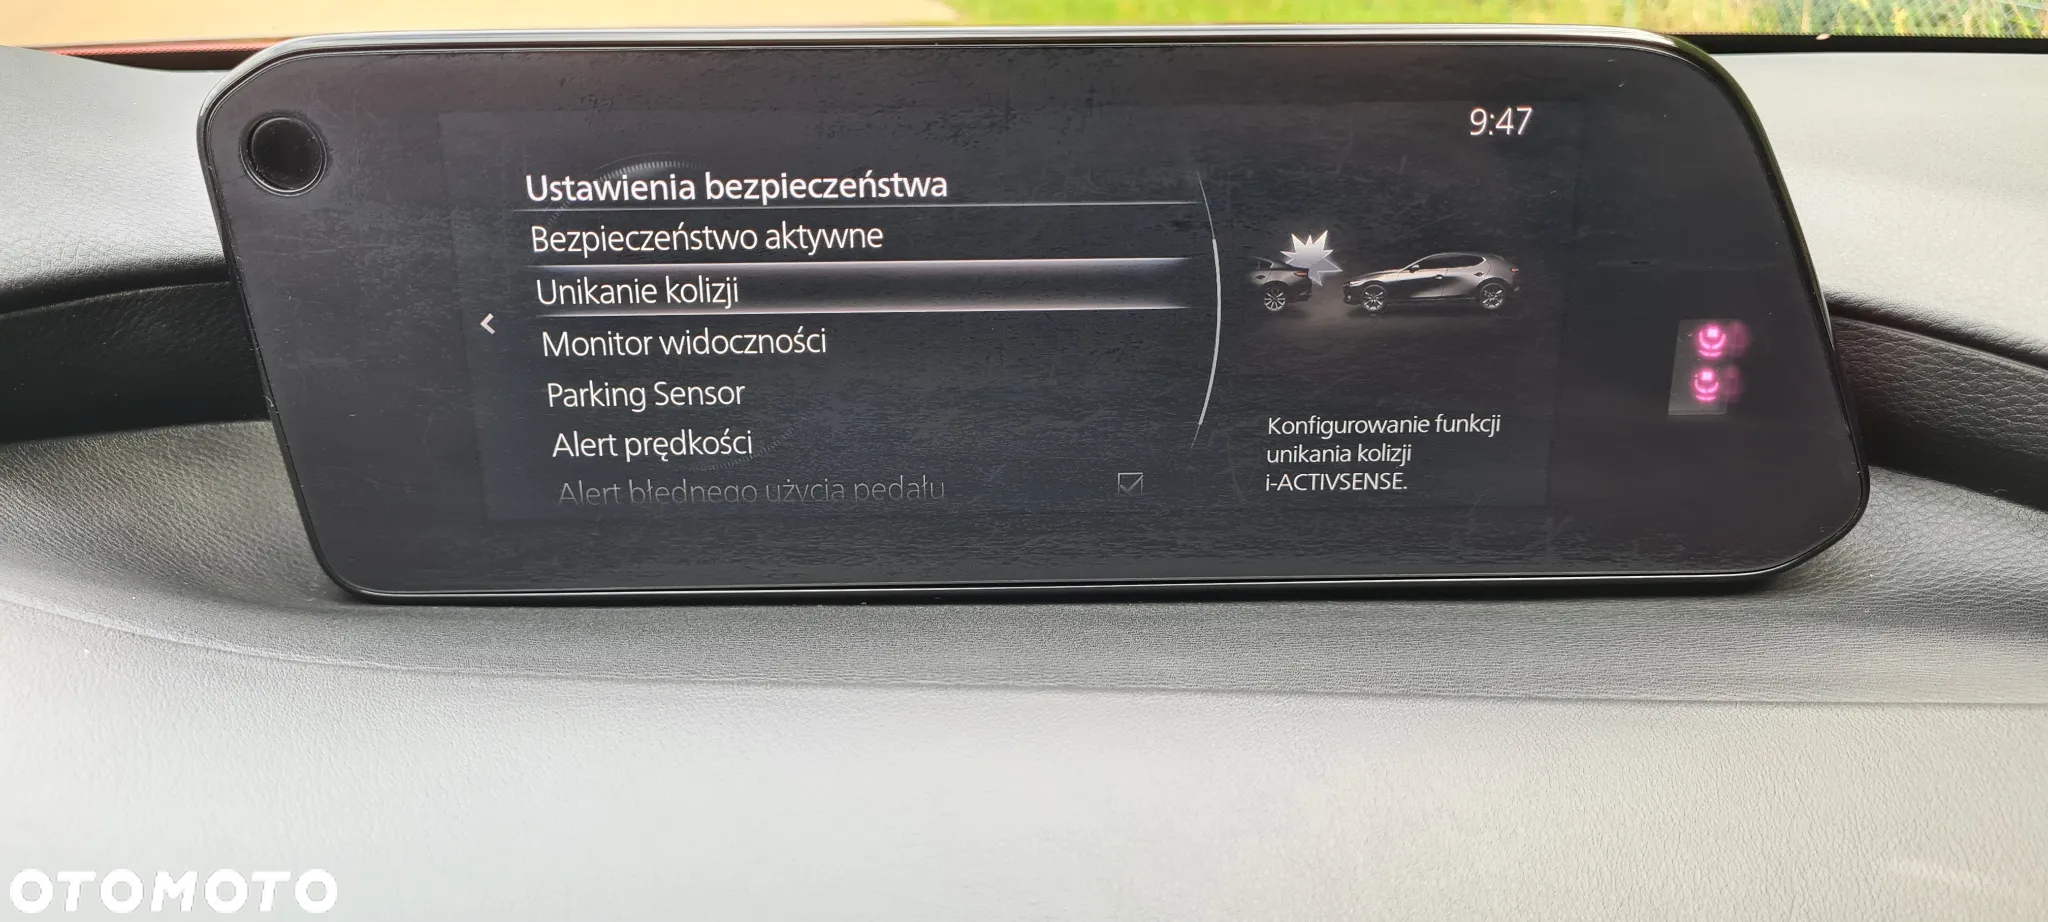 9:47
Ustawienia bezpieczeństwa
Bezpieczeństwo aktywne
Unikanie kolizji
Monitor widoczności
Parking Sensor
Alert prędkości
Alert błędnego użycia pedału
Konfigurowanie funkcji
unikania kolizji
i-ACTIVSENSE.
OTOMOTO